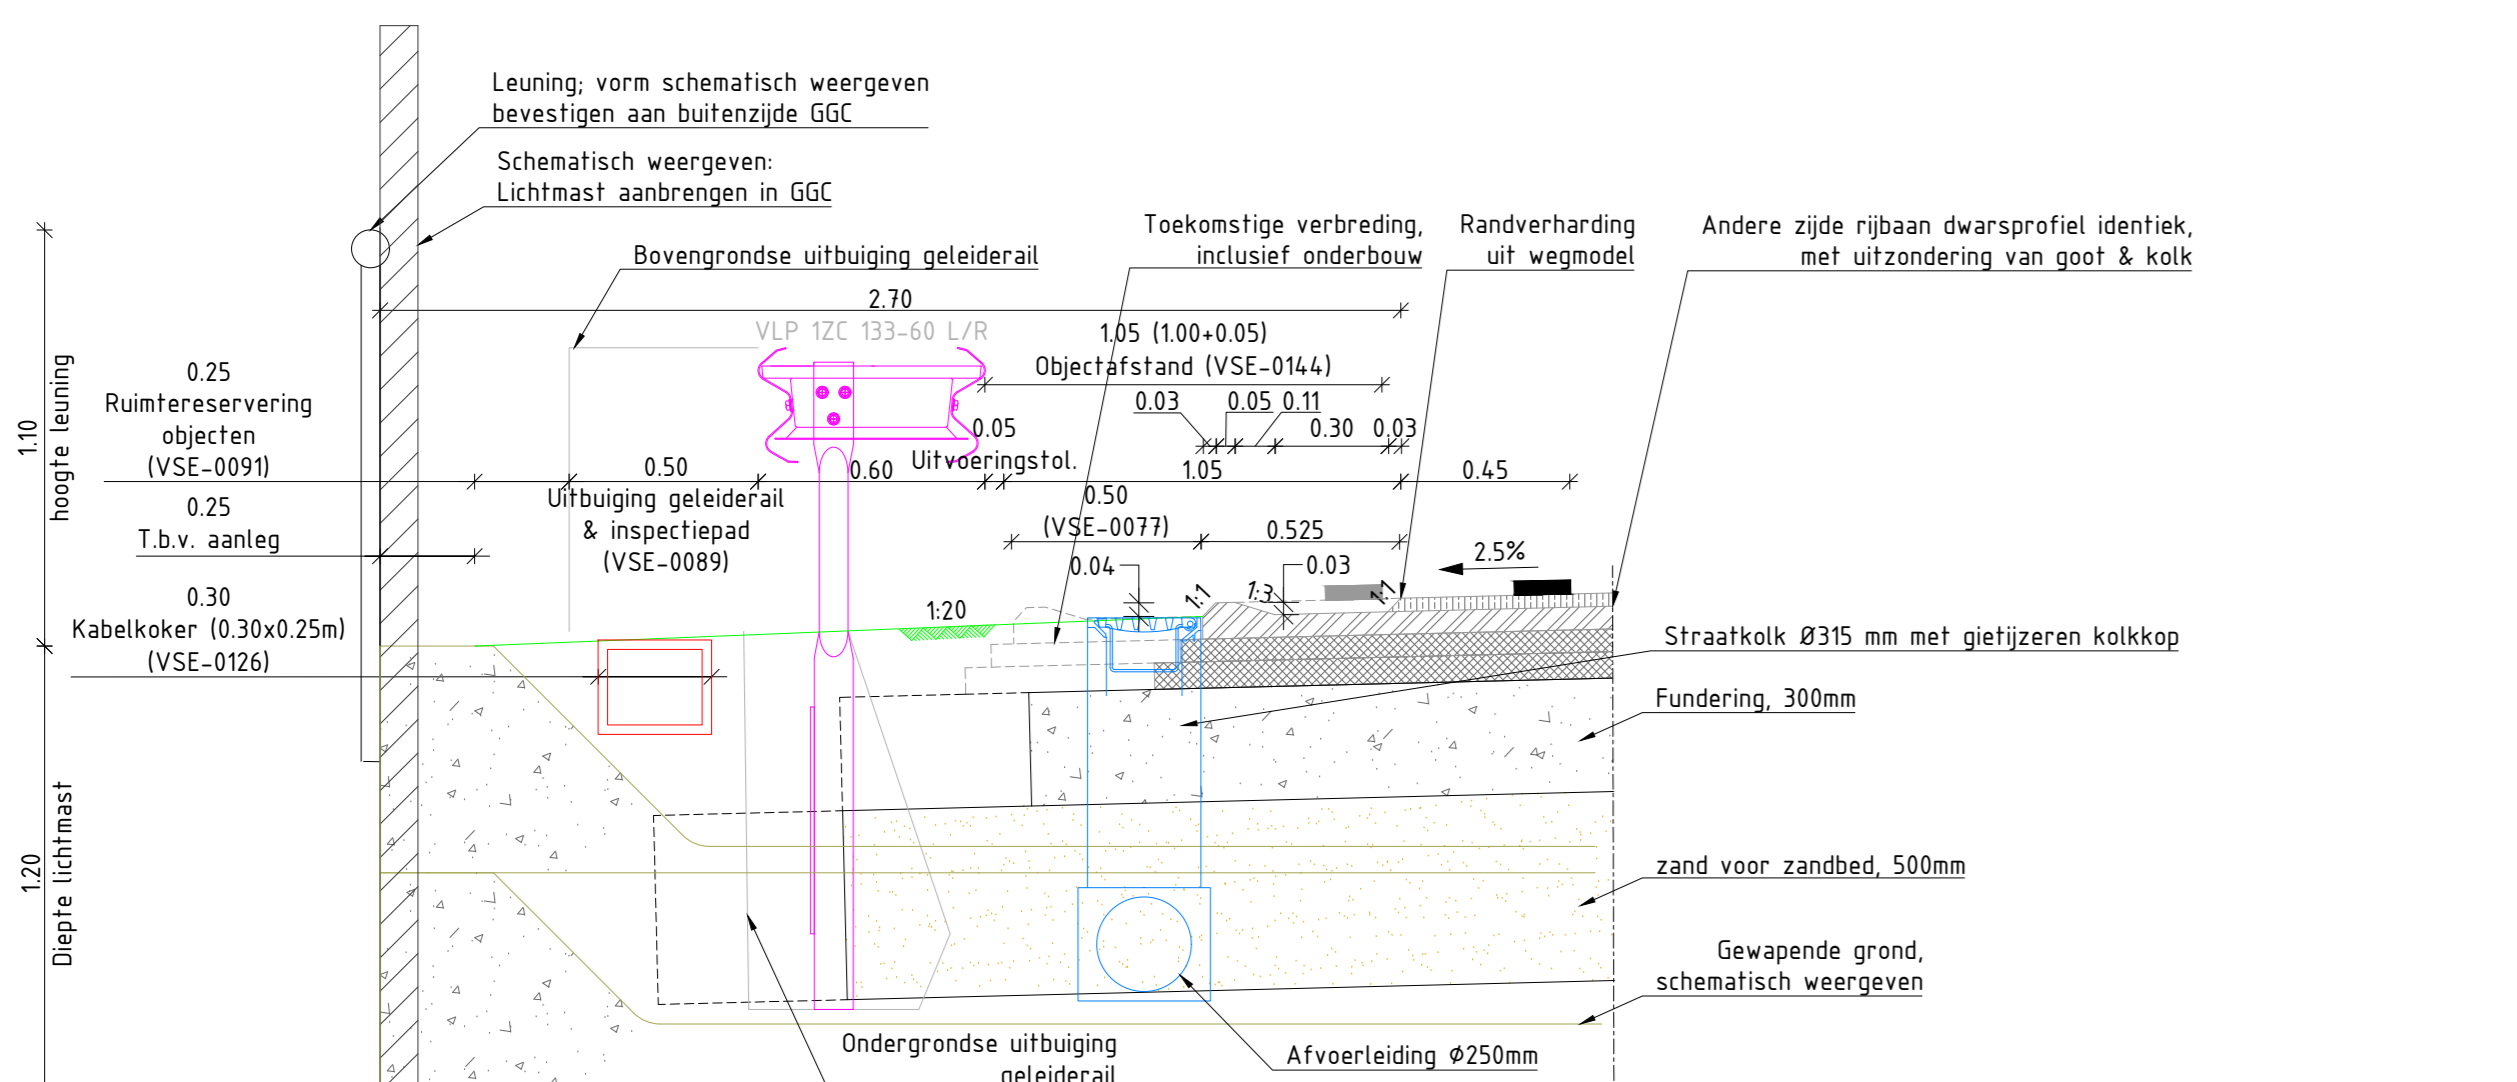 Leuning; vorm schematisch weergeven
bevestigen aan buitenzijde GGC
Schematisch weergeven:
Lichtmast aanbrengen in GGC
Bovengrondse uitbuiging geleiderail
Toekomstige verbreding,
inclusief onderbouw
Randverharding
uit wegmodel
Andere zijde rijbaan dwarsprofiel identiek,
met uitzondering van goot & kolk
2.70
VLP 1ZC 133-60 L/R
1.05 (1.00+0.05)
Objectafstand (VSE-0144)
0.03
0.05
0.11
0.30
0.03
1.10
hoogte leuning
0.25
Ruimtereservering
objecten
(VSE-0091)
0.50
Uitbuiging geleiderail
& inspectiepad
(VSE-0089)
0.60
0.05
Uitvoeringstol.
1.05
0.45
0.25
T.b.v. aanleg
0.50
(VSE-0077)
0.525
0.04
0.03
1:1
1:3
1:1
2.5%
0.30
Kabelkoker (0.30x0.25m)
(VSE-0126)
1:20
Straatkolk Ø315 mm met gietijzeren kolkkop
Fundering, 300mm
1.20
Diepte lichtmast
zand voor zandbed, 500mm
Gewapende grond,
schematisch weergeven
Ondergrondse uitbuiging
geleiderail
Afvoerleiding Ø250mm